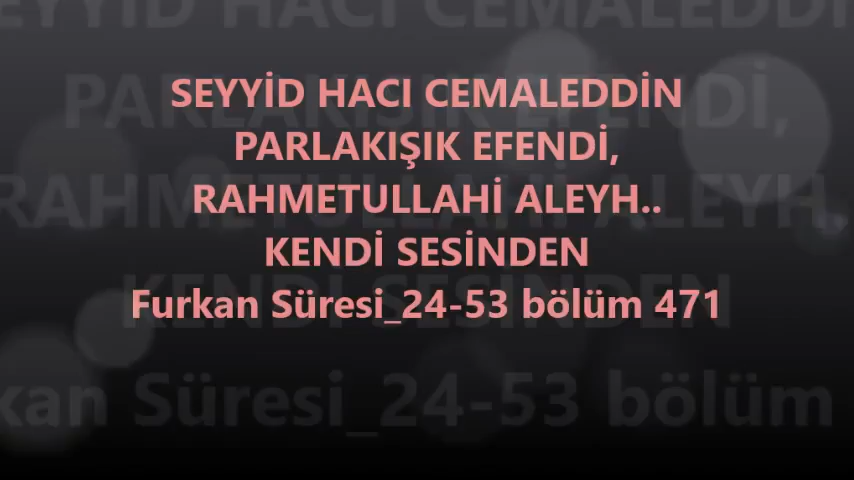 SEYYİD HACI CEMALEDDİN
PARLAKIŞIK EFENDİ,
RAHMETULLAHİ ALEYH..
KENDİ SESİNDEN
Furkan Süresi_24-53 bölüm 471